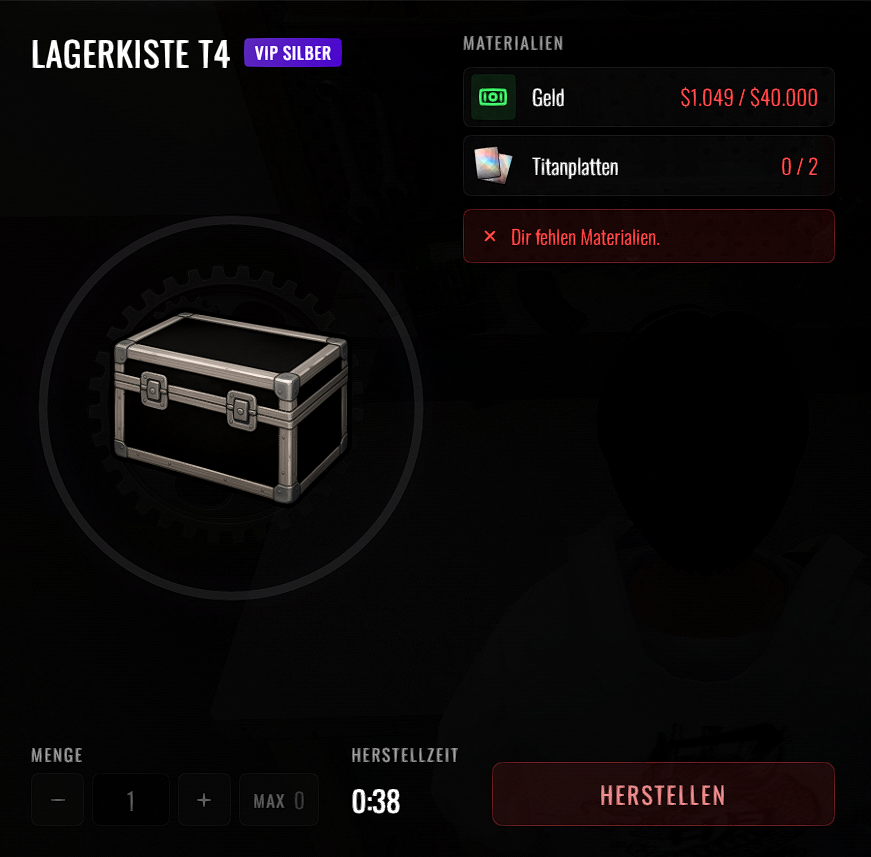 LAGERKISTE T4
VIP SILBER
MATERIALIEN
Geld
$1.049 / $40.000
Titanplatten
0 / 2
Dir fehlen Materialien.
MENGE
1
MAX 0
HERSTELLZEIT
0:38
HERSTELLEN